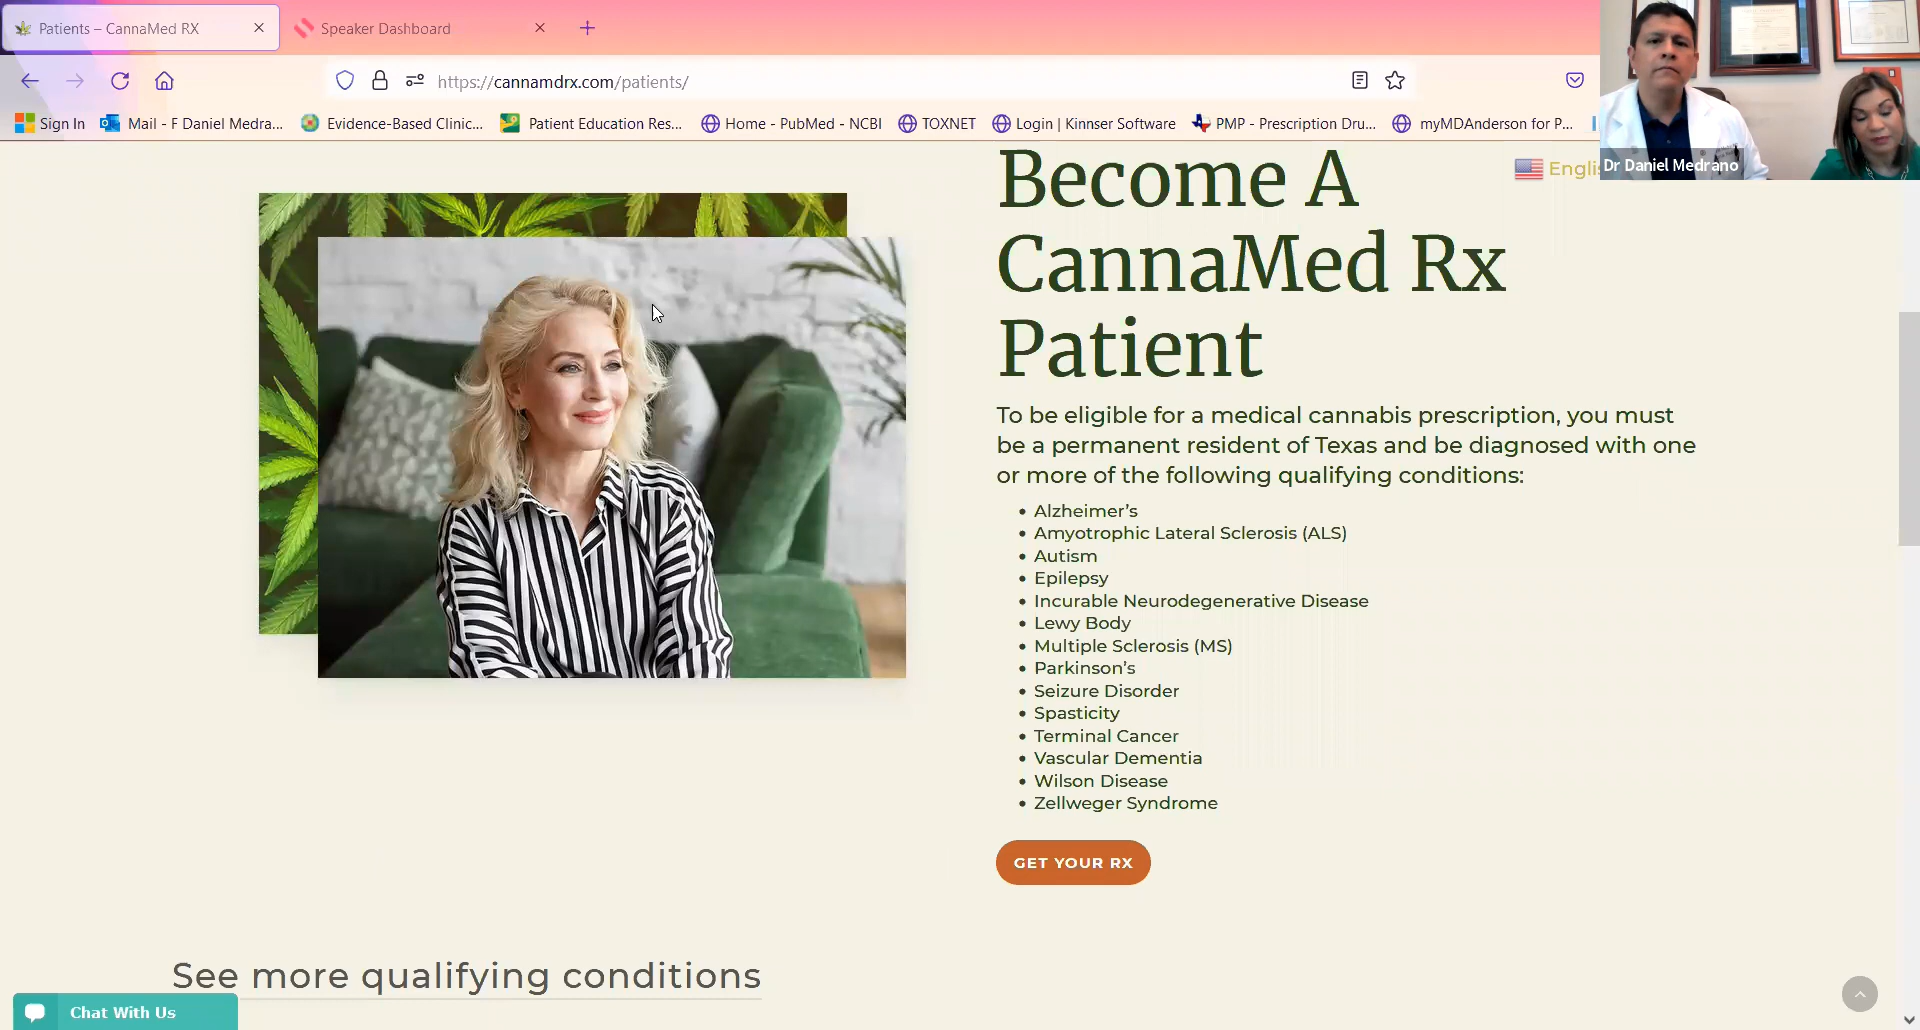 Patients – CannaMed RX
Speaker Dashboard
https://cannamdrx.com/patients/
Sign In
Mail - F Daniel Medra...
Evidence-Based Clinic...
Patient Education Res...
Home - PubMed - NCBI
TOXNET
Login | Kinnser Software
PMP - Prescription Dru...
myMDAnderson for P...
Dr Daniel Medrano
Englis
Become A
CannaMed Rx
Patient
To be eligible for a medical cannabis prescription, you must
be a permanent resident of Texas and be diagnosed with one
or more of the following qualifying conditions:
• Alzheimer’s
• Amyotrophic Lateral Sclerosis (ALS)
• Autism
• Epilepsy
• Incurable Neurodegenerative Disease
• Lewy Body
• Multiple Sclerosis (MS)
• Parkinson’s
• Seizure Disorder
• Spasticity
• Terminal Cancer
• Vascular Dementia
• Wilson Disease
• Zellweger Syndrome
GET YOUR RX
See more qualifying conditions
Chat With Us